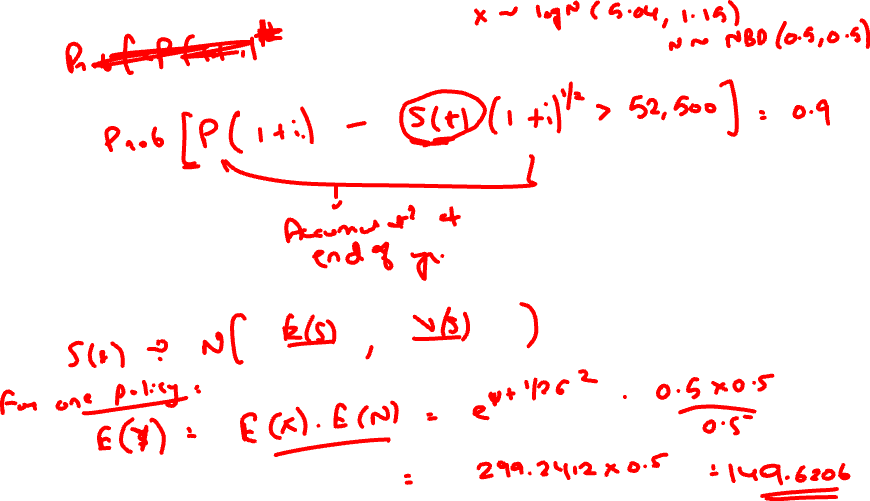 X ~ logN ( 5.04, 1.15)
N ~ NBD (0.5, 0.5)
Prob [ P( 1+i) - S(t) (1+i)^1/2 > 52,500 ] = 0.9
Accumulatn at
end of yr.
S(t) → N( E(S) , V(S) )
For one policy:
E(Y) = E(X). E(N) = e^μ+1/2σ^2 . 0.5 x 0.5 / 0.5
= 299.2412 x 0.5 = 149.6206